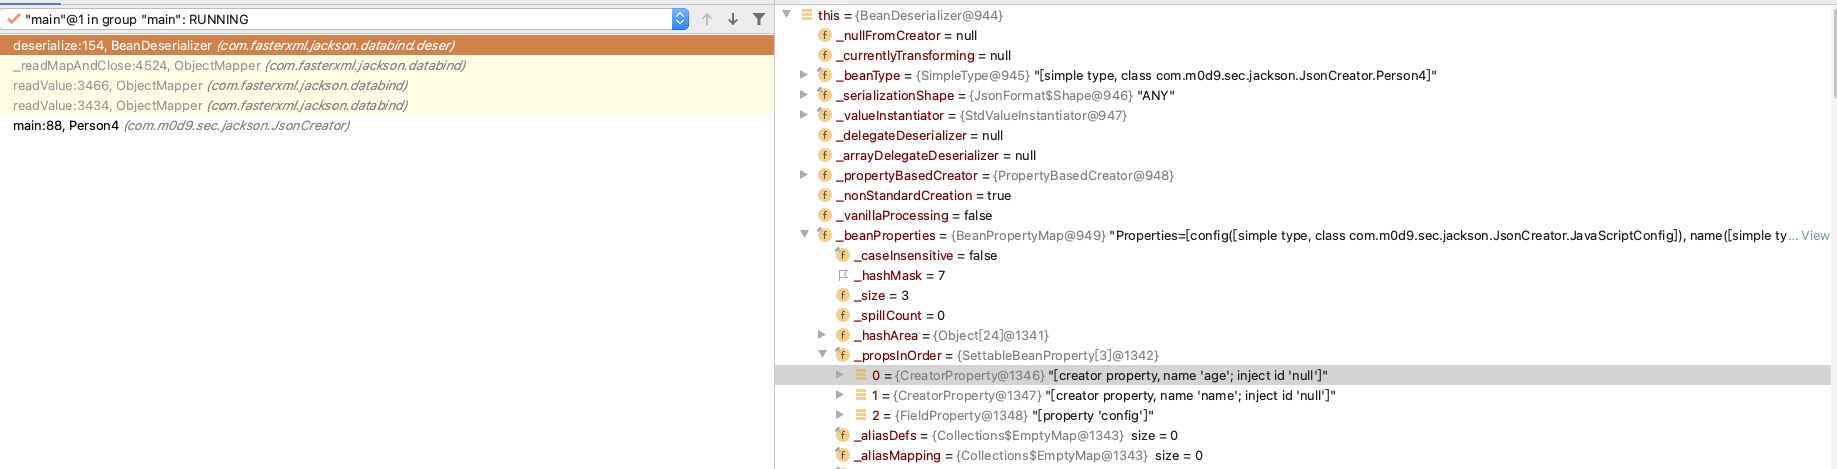 "main"@1 in group "main": RUNNING
deserialize:154, BeanDeserializer (com.fasterxml.jackson.databind.deser)
_readMapAndClose:4524, ObjectMapper (com.fasterxml.jackson.databind)
readValue:3466, ObjectMapper (com.fasterxml.jackson.databind)
readValue:3434, ObjectMapper (com.fasterxml.jackson.databind)
main:88, Person4 (com.m0d9.sec.jackson.JsonCreator)
this = {BeanDeserializer@944}
_nullFromCreator = null
_currentlyTransforming = null
_beanType = {SimpleType@945} "[simple type, class com.m0d9.sec.jackson.JsonCreator.Person4]"
_serializationShape = {JsonFormat$Shape@946} "ANY"
_valueInstantiator = {StdValueInstantiator@947}
_delegateDeserializer = null
_arrayDelegateDeserializer = null
_propertyBasedCreator = {PropertyBasedCreator@948}
_nonStandardCreation = true
_vanillaProcessing = false
_beanProperties = {BeanPropertyMap@949} "Properties=[config([simple type, class com.m0d9.sec.jackson.JsonCreator.JavaScriptConfig]), name([simple ty... View
_caseInsensitive = false
_hashMask = 7
_size = 3
_spillCount = 0
_hashArea = {Object[24]@1341}
_propsInOrder = {SettableBeanProperty[3]@1342}
0 = {CreatorProperty@1346} "[creator property, name 'age'; inject id 'null']"
1 = {CreatorProperty@1347} "[creator property, name 'name'; inject id 'null']"
2 = {FieldProperty@1348} "[property 'config']"
_aliasDefs = {Collections$EmptyMap@1343} size = 0
_aliasMapping = {Collections$EmptyMap@1343} size = 0